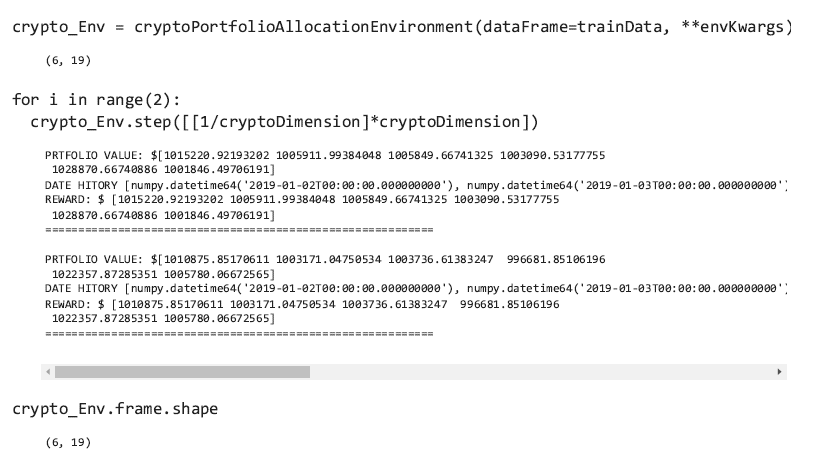 crypto_Env = cryptoPortfolioAllocationEnvironment(dataFrame=trainData, **envKwargs)
(6, 19)
for i in range(2):
crypto_Env.step([[1/cryptoDimension]*cryptoDimension])
PRTFOLIO VALUE: $[1015220.92193202 1005911.99384048 1005849.66741325 1003090.53177755
1028870.66740886 1001846.49706191]
DATE HITORY [numpy.datetime64('2019-01-02T00:00:00.000000000'), numpy.datetime64('2019-01-03T00:00:00.000000000')
REWARD: $ [1015220.92193202 1005911.99384048 1005849.66741325 1003090.53177755
1028870.66740886 1001846.49706191]
===========================================================
PRTFOLIO VALUE: $[1010875.85170611 1003171.04750534 1003736.61383247  996681.85106196
1022357.87285351 1005780.06672565]
DATE HITORY [numpy.datetime64('2019-01-02T00:00:00.000000000'), numpy.datetime64('2019-01-03T00:00:00.000000000')
REWARD: $ [1010875.85170611 1003171.04750534 1003736.61383247  996681.85106196
1022357.87285351 1005780.06672565]
===========================================================
crypto_Env.frame.shape
(6, 19)